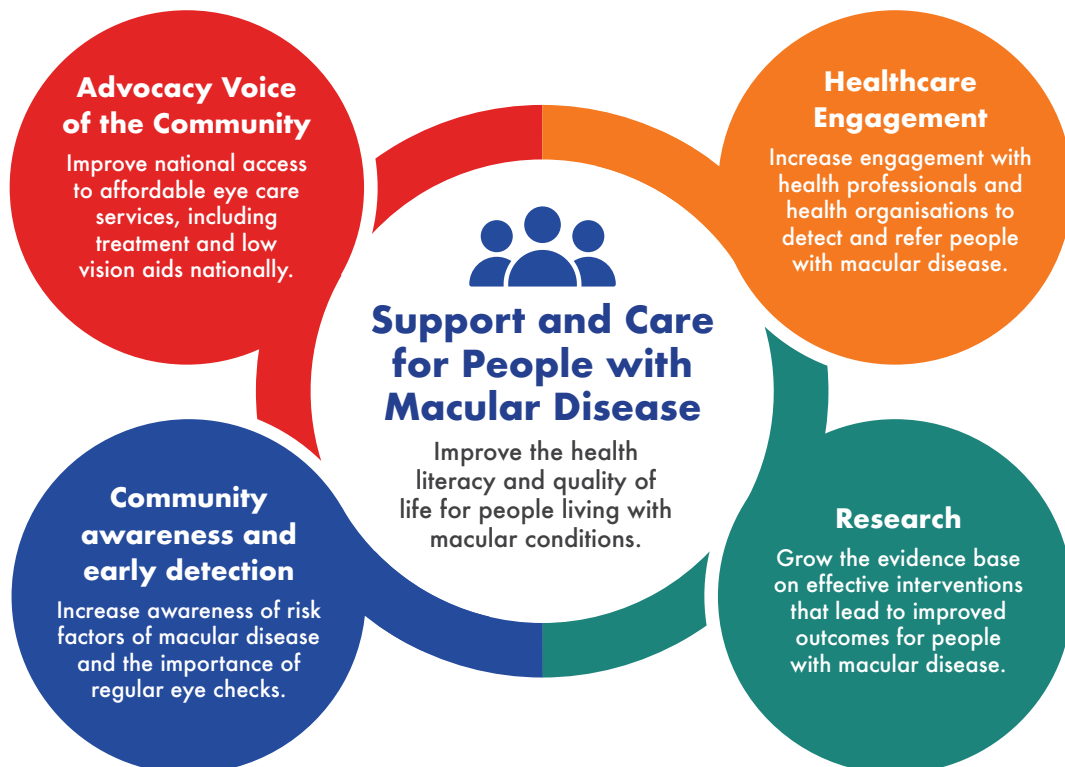 Advocacy Voice
of the Community
Improve national access
to affordable eye care
services, including
treatment and low
vision aids nationally.
Healthcare
Engagement
Increase engagement with
health professionals and
health organisations to
detect and refer people
with macular disease.
Support and Care
for People with
Macular Disease
Improve the health
literacy and quality of
life for people living with
macular conditions.
Community
awareness and
early detection
Increase awareness of risk
factors of macular disease
and the importance of
regular eye checks.
Research
Grow the evidence base
on effective interventions
that lead to improved
outcomes for people
with macular disease.